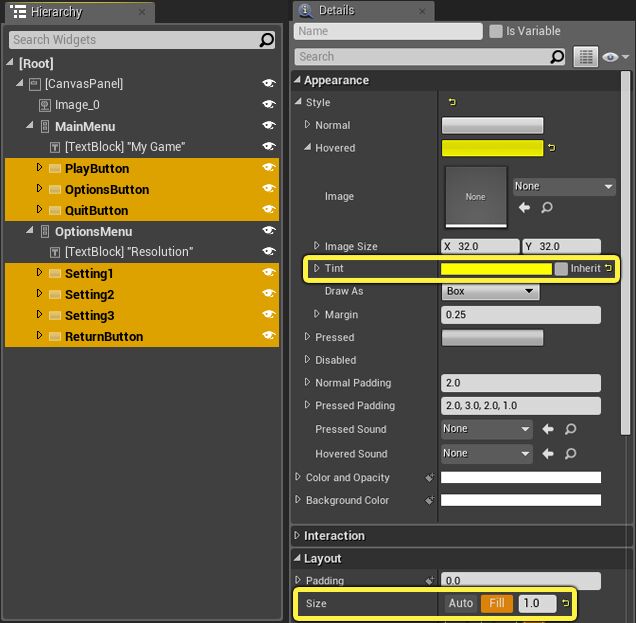 Hierarchy
Search Widgets
[Root]
[CanvasPanel]
Image_0
MainMenu
[TextBlock] "My Game"
PlayButton
OptionsButton
QuitButton
OptionsMenu
[TextBlock] "Resolution"
Setting1
Setting2
Setting3
ReturnButton
Details
Name Is Variable
Search
Appearance
Style
Normal
Hovered
Image None None
Image Size X 32.0 Y 32.0
Tint Inherit
Draw As Box
Margin 0.25
Pressed
Disabled
Normal Padding 2.0
Pressed Padding 2.0, 3.0, 2.0, 1.0
Pressed Sound None
Hovered Sound None
Color and Opacity
Background Color
Interaction
Layout
Padding 0.0
Size Auto Fill 1.0